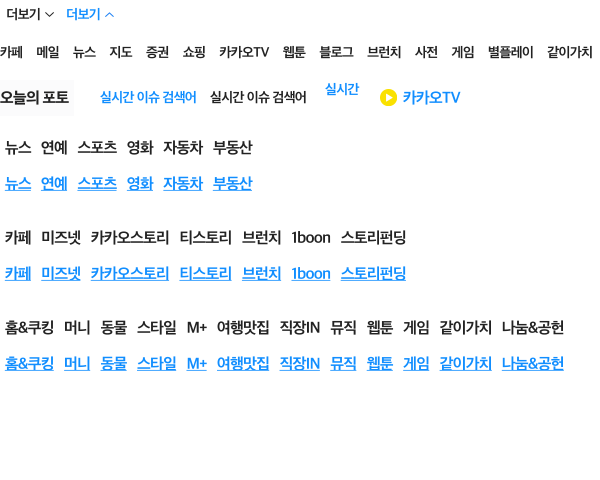 더보기 더보기
카페 메일 뉴스 지도 증권 쇼핑 카카오TV 웹툰 블로그 브런치 사전 게임 별플레이 같이가치
오늘의 포토 실시간 이슈 검색어 실시간 이슈 검색어 실시간 카카오TV
뉴스 연예 스포츠 영화 자동차 부동산
뉴스 연예 스포츠 영화 자동차 부동산
카페 미즈넷 카카오스토리 티스토리 브런치 1boon 스토리펀딩
카페 미즈넷 카카오스토리 티스토리 브런치 1boon 스토리펀딩
홈&쿠킹 머니 동물 스타일 M+ 여행맛집 직장IN 뮤직 웹툰 게임 같이가치 나눔&공헌
홈&쿠킹 머니 동물 스타일 M+ 여행맛집 직장IN 뮤직 웹툰 게임 같이가치 나눔&공헌